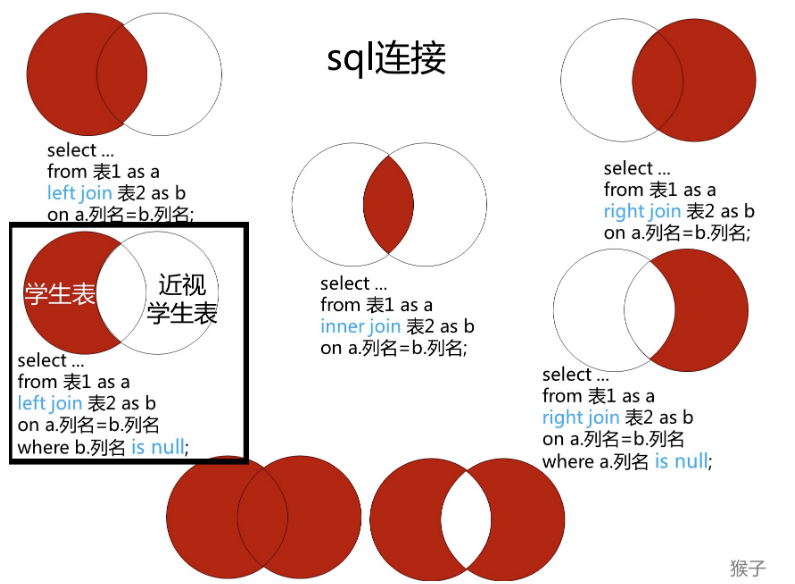 sql连接
select ...
from 表1 as a
left join 表2 as b
on a.列名=b.列名;
select ...
from 表1 as a
right join 表2 as b
on a.列名=b.列名;
select ...
from 表1 as a
inner join 表2 as b
on a.列名=b.列名;
学生表
近视
学生表
select ...
from 表1 as a
left join 表2 as b
on a.列名=b.列名
where b.列名 is null;
select ...
from 表1 as a
right join 表2 as b
on a.列名=b.列名
where a.列名 is null;
猴子